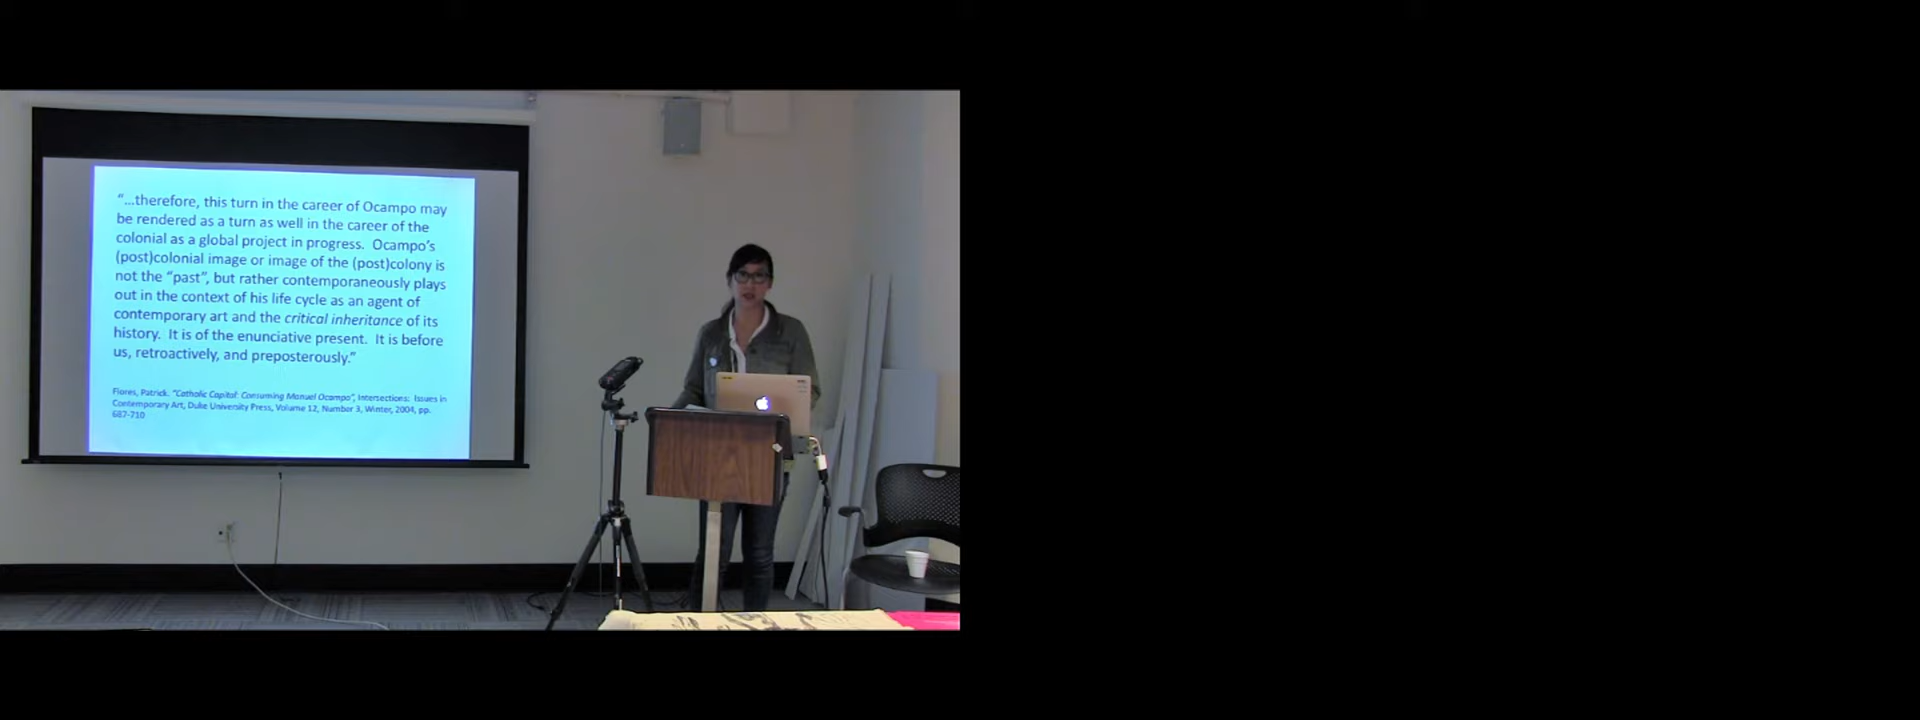 “...therefore, this turn in the career of Ocampo may
be rendered as a turn as well in the career of the
colonial as a global project in progress.  Ocampo’s
(post)colonial image or image of the (post)colony is
not the “past”, but rather contemporaneously plays
out in the context of his life cycle as an agent of
contemporary art and the critical inheritance of its
history.  It is of the enunciative present.  It is before
us, retroactively, and preposterously.”
Flores, Patrick. “Catholic Capital: Consuming Manuel Ocampo”, Intersections:  Issues in
Contemporary Art, Duke University Press, Volume 12, Number 3, Winter, 2004, pp.
687-710